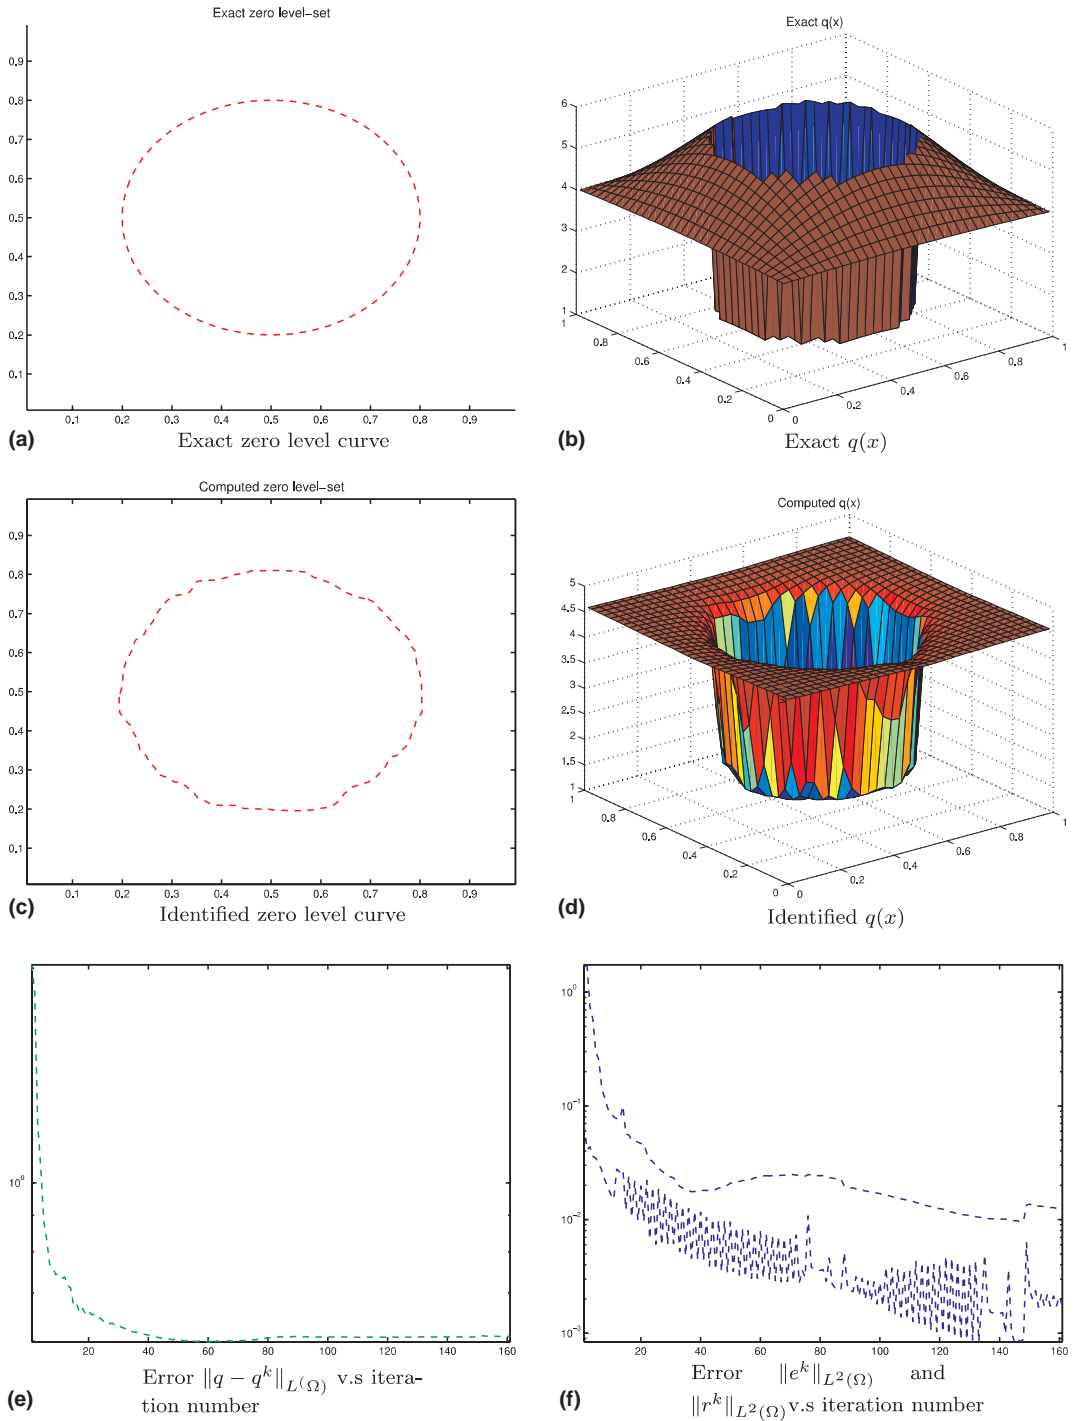 Exact zero level-set
0.9
0.8
0.7
0.6
0.5
0.4
0.3
0.2
0.1
0.1 0.2 0.3 0.4 0.5 0.6 0.7 0.8 0.9
(a) Exact zero level curve
Exact q(x)
6
5
4
3
2
1
1 0.8 0.6 0.4 0.2 0
0 0.2 0.4 0.6 0.8 1
(b) Exact q(x)
Computed zero level-set
0.9
0.8
0.7
0.6
0.5
0.4
0.3
0.2
0.1
0.1 0.2 0.3 0.4 0.5 0.6 0.7 0.8 0.9
(c) Identified zero level curve
Computed q(x)
5
4.5
4
3.5
3
2.5
2
1.5
1
1 0.8 0.6 0.4 0.2 0
0 0.2 0.4 0.6 0.8 1
(d) Identified q(x)
10⁰
20 40 60 80 100 120 140 160
(e) Error ‖q − q^k‖_{L^(Ω)} v.s itera-
tion number
10⁰
10⁻¹
10⁻²
10⁻³
20 40 60 80 100 120 140 160
(f) Error ‖e^k‖_{L²(Ω)} and
‖r^k‖_{L²(Ω)} v.s iteration number